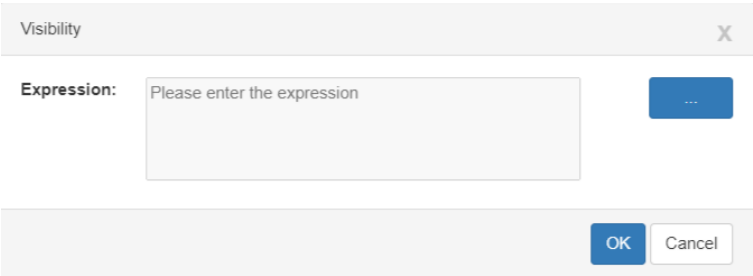 Visibility
X
Expression:
Please enter the expression
...
OK
Cancel